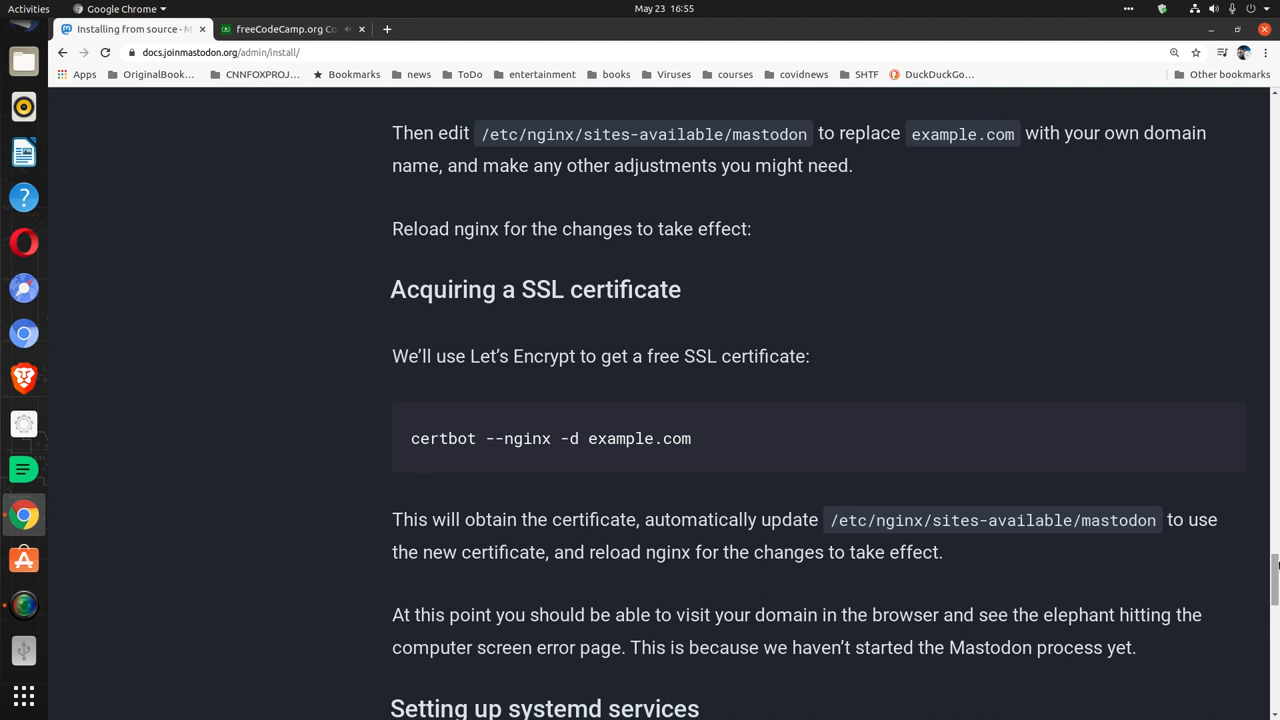 Activities
Google Chrome
May 23 16:55
Installing from source - M
freeCodeCamp.org Co
docs.joinmastodon.org/admin/install/
Apps
OriginalBook...
CNNFOXPROJ...
Bookmarks
news
ToDo
entertainment
books
Viruses
courses
covidnews
SHTF
DuckDuckGo...
Other bookmarks
Then edit /etc/nginx/sites-available/mastodon to replace example.com with your own domain
name, and make any other adjustments you might need.
Reload nginx for the changes to take effect:
Acquiring a SSL certificate
We’ll use Let’s Encrypt to get a free SSL certificate:
certbot --nginx -d example.com
This will obtain the certificate, automatically update /etc/nginx/sites-available/mastodon to use
the new certificate, and reload nginx for the changes to take effect.
At this point you should be able to visit your domain in the browser and see the elephant hitting the
computer screen error page. This is because we haven’t started the Mastodon process yet.
Setting up systemd services